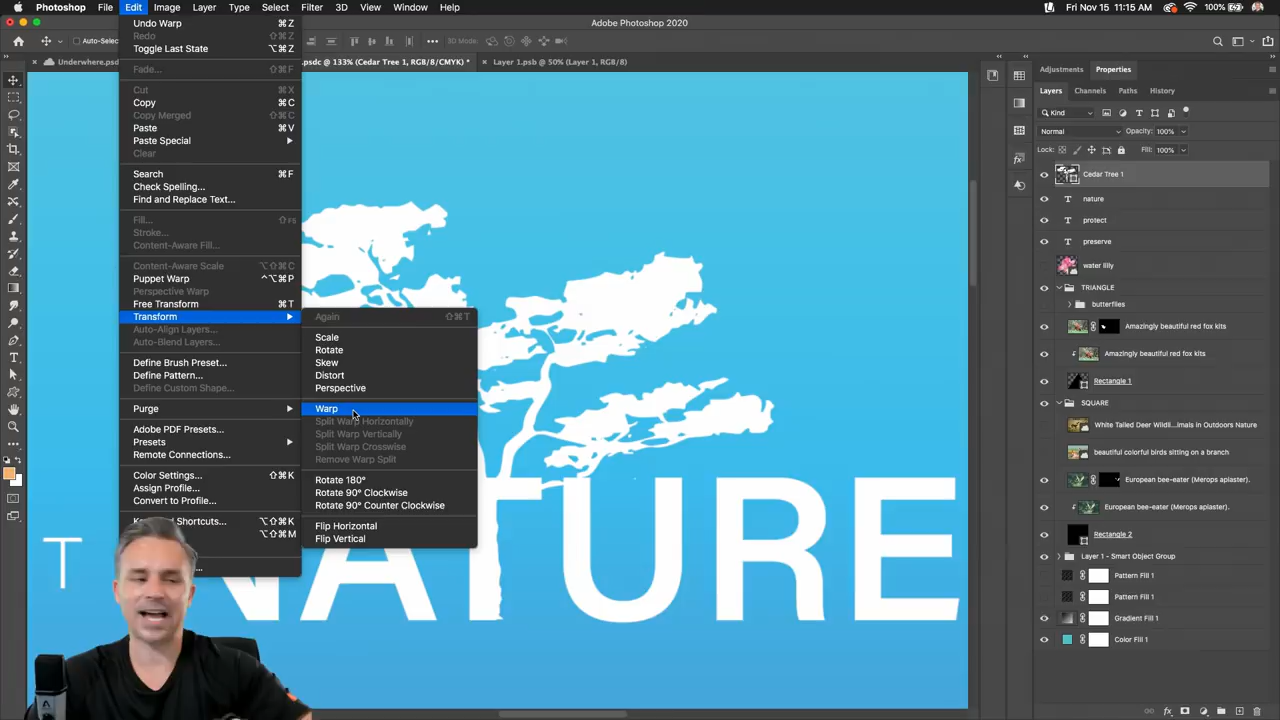 Photoshop File Edit Image Layer Type Select Filter 3D View Window Help
100% Fri Nov 15 11:15 AM
Adobe Photoshop 2020
Auto-Selec
3D Mode:
Underwhere.psd
.psdc @ 133% (Cedar Tree 1, RGB/8/CMYK) *
Layer 1.psb @ 50% (Layer 1, RGB/8)
Undo Warp ⌘Z
Redo ⇧⌘Z
Toggle Last State ⌥⌘Z
Fade... ⇧⌘F
Cut ⌘X
Copy ⌘C
Copy Merged ⇧⌘C
Paste ⌘V
Paste Special
Clear
Search ⌘F
Check Spelling...
Find and Replace Text...
Fill... ⇧F5
Stroke...
Content-Aware Fill...
Content-Aware Scale ⌥⇧⌘C
Puppet Warp ^⌥⌘P
Perspective Warp
Free Transform ⌘T
Transform
Auto-Align Layers...
Auto-Blend Layers...
Define Brush Preset...
Define Pattern...
Define Custom Shape...
Purge
Adobe PDF Presets...
Presets
Remote Connections...
Color Settings... ⇧⌘K
Assign Profile...
Convert to Profile...
Shortcuts... ⌥⇧⌘K
⌥⇧⌘M
Again ⇧⌘T
Scale
Rotate
Skew
Distort
Perspective
Warp
Split Warp Horizontally
Split Warp Vertically
Split Warp Crosswise
Remove Warp Split
Rotate 180°
Rotate 90° Clockwise
Rotate 90° Counter Clockwise
Flip Horizontal
Flip Vertical
T
NATURE
Adjustments Properties
Layers Channels Paths History
Kind
Normal Opacity: 100%
Lock: Fill: 100%
Cedar Tree 1
nature
protect
preserve
water lilly
TRIANGLE
butterflies
Amazingly beautiful red fox kits
Amazingly beautiful red fox kits
Rectangle 1
SQUARE
White Tailed Deer Wildli...imals in Outdoors Nature
beautiful colorful birds sitting on a branch
European bee-eater (Merops apiaster).
European bee-eater (Merops apiaster).
Rectangle 2
Layer 1 - Smart Object Group
Pattern Fill 1
Pattern Fill 1
Gradient Fill 1
Color Fill 1